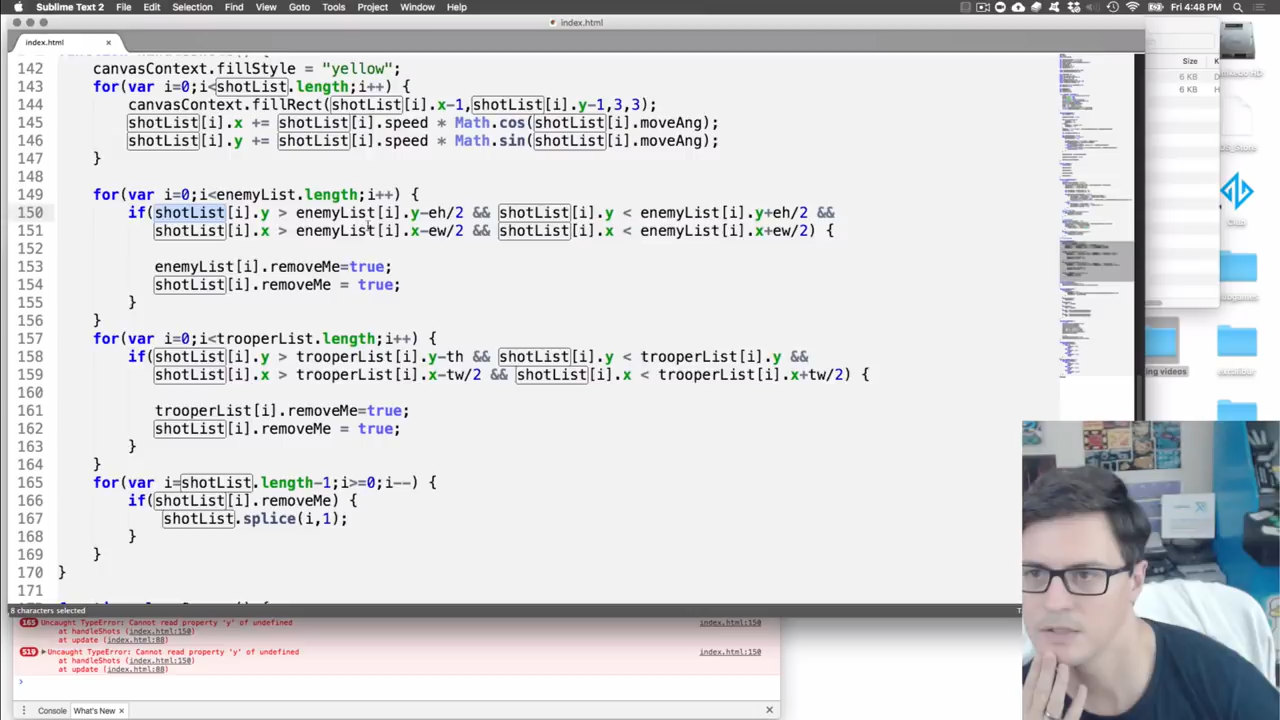 Sublime Text 2 File Edit Selection Find View Goto Tools Project Window Help
Fri 4:48 PM
index.html
index.html ×
142 canvasContext.fillStyle = "yellow";
143 for(var i=0;i<shotList.length;i++) {
144 canvasContext.fillRect(shotList[i].x-1,shotList[i].y-1,3,3);
145 shotList[i].x += shotList[i].speed * Math.cos(shotList[i].moveAng);
146 shotList[i].y += shotList[i].speed * Math.sin(shotList[i].moveAng);
147 }
148
149 for(var i=0;i<enemyList.length;i++) {
150 if(shotList[i].y > enemyList[i].y-eh/2 && shotList[i].y < enemyList[i].y+eh/2 &&
151 shotList[i].x > enemyList[i].x-ew/2 && shotList[i].x < enemyList[i].x+ew/2) {
152
153 enemyList[i].removeMe=true;
154 shotList[i].removeMe = true;
155 }
156 }
157 for(var i=0;i<trooperList.length;i++) {
158 if(shotList[i].y > trooperList[i].y-th && shotList[i].y < trooperList[i].y &&
159 shotList[i].x > trooperList[i].x-tw/2 && shotList[i].x < trooperList[i].x+tw/2) {
160
161 trooperList[i].removeMe=true;
162 shotList[i].removeMe = true;
163 }
164 }
165 for(var i=shotList.length-1;i>=0;i--) {
166 if(shotList[i].removeMe) {
167 shotList.splice(i,1);
168 }
169 }
170 }
171
8 characters selected
Size K
6 KB
6 KB
DS_Store
Club
ing videos
excalibur
Uncaught TypeError: Cannot read property 'y' of undefined index.html:150
at handleShots (index.html:150)
at update (index.html:88)
519 ▶Uncaught TypeError: Cannot read property 'y' of undefined index.html:150
at handleShots (index.html:150)
at update (index.html:88)
>
Console What's New × ×